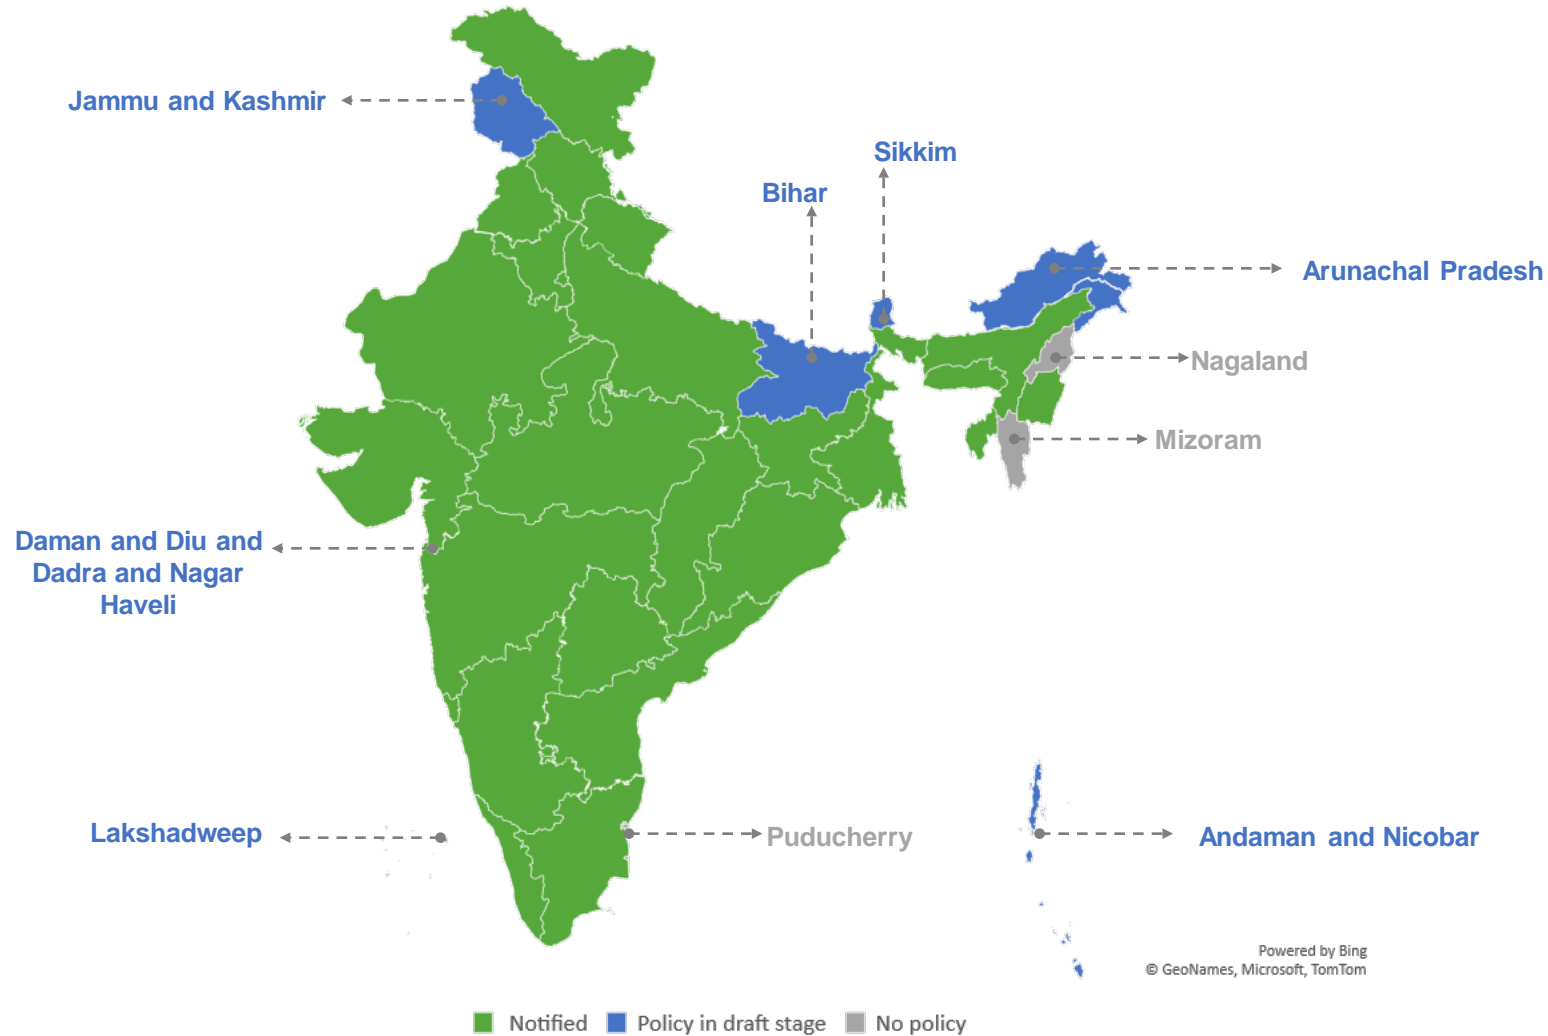 Jammu and Kashmir
Sikkim
Bihar
Arunachal Pradesh
Nagaland
Mizoram
Daman and Diu and
Dadra and Nagar
Haveli
Lakshadweep
Puducherry
Andaman and Nicobar
Powered by Bing
© GeoNames, Microsoft, TomTom
Notified
Policy in draft stage
No policy